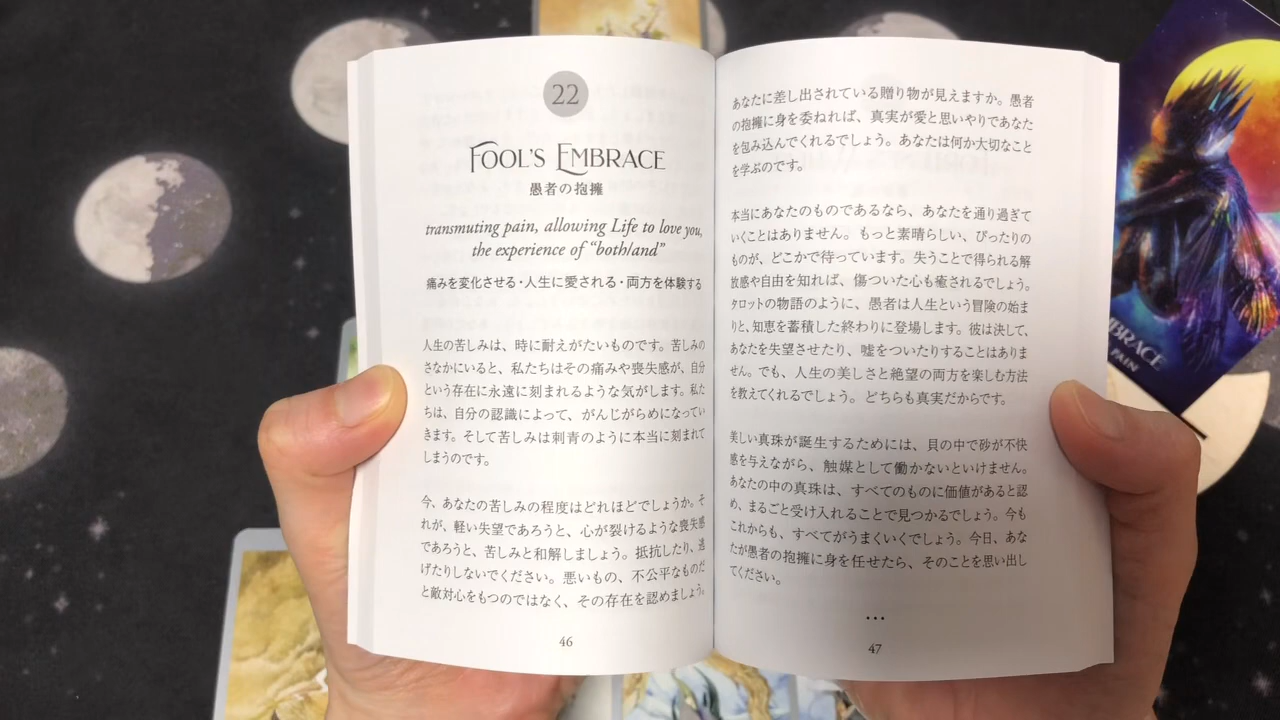 22
FOOL'S EMBRACE
愚者の抱擁
transmuting pain, allowing Life to love you,
the experience of "both/and"
痛みを変化させる・人生に愛される・両方を体験する
人生の苦しみは、時に耐えがたいものです。苦しみの
さなかにいると、私たちはその痛みや喪失感が、自分
という存在に永遠に刻まれるような気がします。私た
ちは、自分の認識によって、がんじがらめになってい
きます。そして苦しみは刺青のように本当に刻まれて
しまうのです。
今、あなたの苦しみの程度はどれほどでしょうか。そ
れが、軽い失望であろうと、心が裂けるような喪失感
であろうと、苦しみと和解しましょう。抵抗したり、逃
げたりしないでください。悪いもの、不公平なものだ
と敵対心をもつのではなく、その存在を認めましょう。
46
あなたに差し出されている贈り物が見えますか。愚者
の抱擁に身を委ねれば、真実が愛と思いやりであなた
を包み込んでくれるでしょう。あなたは何か大切なこと
を学ぶのです。
本当にあなたのものであるなら、あなたを通り過ぎて
いくことはありません。もっと素晴らしい、ぴったりの
ものが、どこかで待っています。失うことで得られる解
放感や自由を知れば、傷ついた心も癒されるでしょう。
タロットの物語のように、愚者は人生という冒険の始ま
りと、知恵を蓄積した終わりに登場します。彼は決して、
あなたを失望させたり、嘘をついたりすることはありま
せん。でも、人生の美しさと絶望の両方を楽しむ方法
を教えてくれるでしょう。どちらも真実だからです。
美しい真珠が誕生するためには、貝の中で砂が不快
感を与えながら、触媒として働かないといけません。
あなたの中の真珠は、すべてのものに価値があると認
め、まるごと受け入れることで見つかるでしょう。今も
これからも、すべてがうまくいくでしょう。今日、あな
たが愚者の抱擁に身を任せたら、そのことを思い出し
てください。
•••
47
MBRACE
PAIN